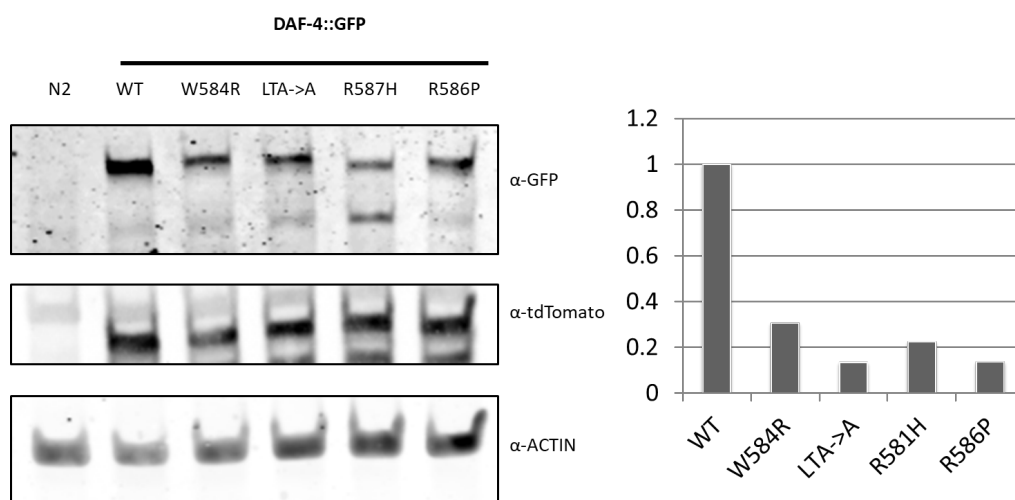 DAF-4::GFP
N2 WT W584R LTA->A R587H R586P
α-GFP
α-tdTomato
α-ACTIN
1.2
1
0.8
0.6
0.4
0.2
0
WT W584R LTA->A R581H R586P